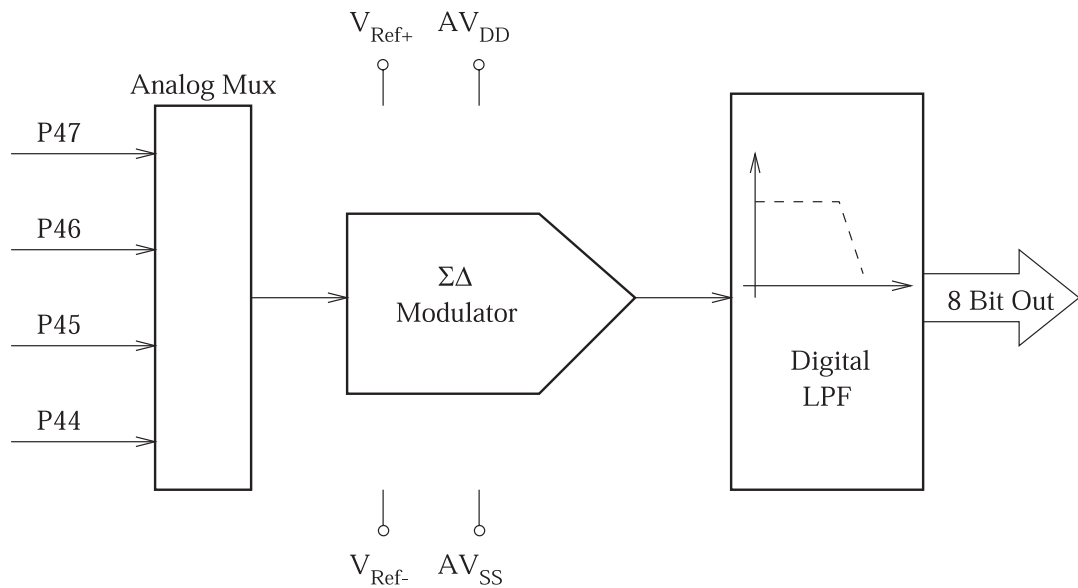 V_Ref+ AV_DD
Analog Mux
P47
P46
P45
P44
ΣΔ
Modulator
Digital
LPF
8 Bit Out
V_Ref- AV_SS